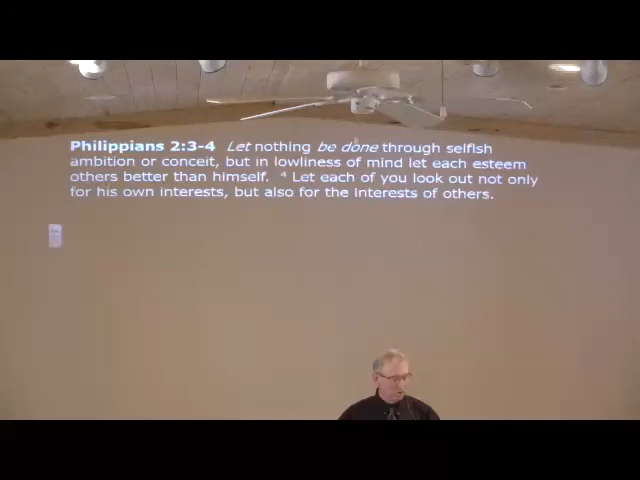 Philippians 2:3-4 Let nothing be done through selfish
ambition or conceit, but in lowliness of mind let each esteem
others better than himself. 4 Let each of you look out not only
for his own interests, but also for the interests of others.